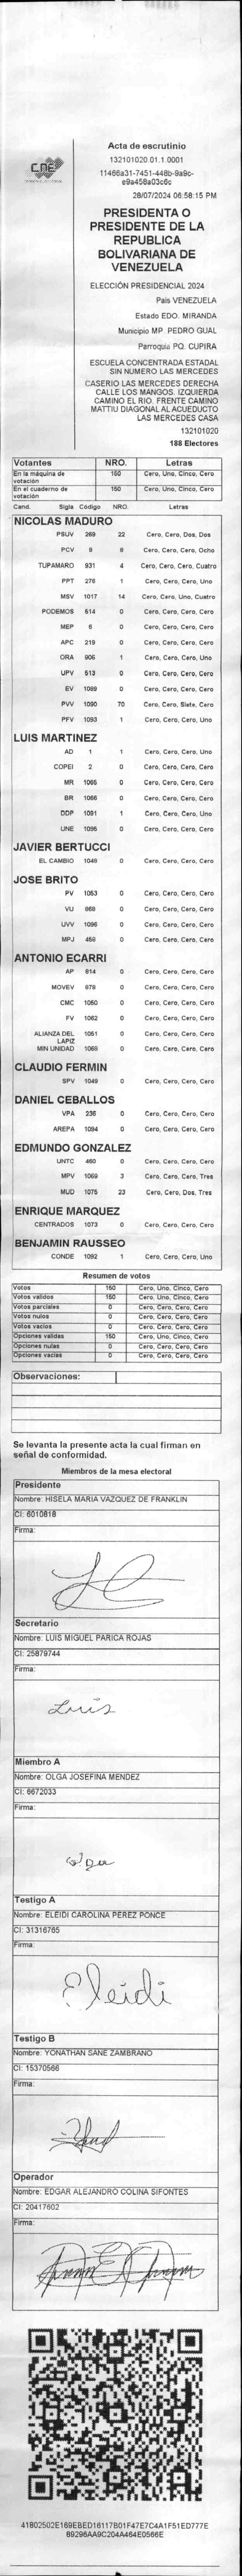 CNE
Acta de escrutinio
132101020.01.1.0001
11466a31-7451-448b-9a9c-
e9a458a03c6c
28/07/2024 06:58:15 PM
PRESIDENTA O
PRESIDENTE DE LA
REPUBLICA
BOLIVARIANA DE
VENEZUELA
ELECCIÓN PRESIDENCIAL 2024
País VENEZUELA
Estado EDO. MIRANDA
Municipio MP. PEDRO GUAL
Parroquia PQ. CUPIRA
ESCUELA CONCENTRADA ESTADAL
SIN NUMERO LAS MERCEDES
CASERIO LAS MERCEDES DERECHA
CALLE LOS MANGOS. IZQUIERDA
CAMINO EL RIO. FRENTE CAMINO
MATTIU DIAGONAL AL ACUEDUCTO
LAS MERCEDES CASA
132101020
188 Electores
Votantes NRO. Letras
En la máquina de votación 150 Cero, Uno, Cinco, Cero
En el cuaderno de votación 150 Cero, Uno, Cinco, Cero
Cand. Sigla Código NRO. Letras
NICOLAS MADURO
PSUV 269 22 Cero, Cero, Dos, Dos
PCV 9 8 Cero, Cero, Cero, Ocho
TUPAMARO 931 4 Cero, Cero, Cero, Cuatro
PPT 276 1 Cero, Cero, Cero, Uno
MSV 1017 14 Cero, Cero, Uno, Cuatro
PODEMOS 514 0 Cero, Cero, Cero, Cero
MEP 6 0 Cero, Cero, Cero, Cero
APC 219 0 Cero, Cero, Cero, Cero
ORA 906 1 Cero, Cero, Cero, Uno
UPV 513 0 Cero, Cero, Cero, Cero
EV 1089 0 Cero, Cero, Cero, Cero
PVV 1090 70 Cero, Cero, Siete, Cero
PFV 1093 1 Cero, Cero, Cero, Uno
LUIS MARTINEZ
AD 1 1 Cero, Cero, Cero, Uno
COPEI 2 0 Cero, Cero, Cero, Cero
MR 1065 0 Cero, Cero, Cero, Cero
BR 1066 0 Cero, Cero, Cero, Cero
DDP 1091 1 Cero, Cero, Cero, Uno
UNE 1095 0 Cero, Cero, Cero, Cero
JAVIER BERTUCCI
EL CAMBIO 1048 0 Cero, Cero, Cero, Cero
JOSE BRITO
PV 1053 0 Cero, Cero, Cero, Cero
VU 868 0 Cero, Cero, Cero, Cero
UVV 1096 0 Cero, Cero, Cero, Cero
MPJ 458 0 Cero, Cero, Cero, Cero
ANTONIO ECARRI
AP 814 0 Cero, Cero, Cero, Cero
MOVEV 878 0 Cero, Cero, Cero, Cero
CMC 1050 0 Cero, Cero, Cero, Cero
FV 1062 0 Cero, Cero, Cero, Cero
ALIANZA DEL LAPIZ 1051 0 Cero, Cero, Cero, Cero
MIN UNIDAD 1068 0 Cero, Cero, Cero, Cero
CLAUDIO FERMIN
SPV 1049 0 Cero, Cero, Cero, Cero
DANIEL CEBALLOS
VPA 236 0 Cero, Cero, Cero, Cero
AREPA 1094 0 Cero, Cero, Cero, Cero
EDMUNDO GONZALEZ
UNTC 460 0 Cero, Cero, Cero, Cero
MPV 1069 3 Cero, Cero, Cero, Tres
MUD 1075 23 Cero, Cero, Dos, Tres
ENRIQUE MARQUEZ
CENTRADOS 1073 0 Cero, Cero, Cero, Cero
BENJAMIN RAUSSEO
CONDE 1092 1 Cero, Cero, Cero, Uno
Resumen de votos
Votos 150 Cero, Uno, Cinco, Cero
Votos validos 150 Cero, Uno, Cinco, Cero
Votos parciales 0 Cero, Cero, Cero, Cero
Votos nulos 0 Cero, Cero, Cero, Cero
Votos vacios 0 Cero, Cero, Cero, Cero
Opciones validas 150 Cero, Uno, Cinco, Cero
Opciones nulas 0 Cero, Cero, Cero, Cero
Opciones vacias 0 Cero, Cero, Cero, Cero
Observaciones:
Se levanta la presente acta la cual firman en
señal de conformidad.
Miembros de la mesa electoral
Presidente
Nombre: HISELA MARIA VAZQUEZ DE FRANKLIN
CI: 6010818
Firma:
Secretario
Nombre: LUIS MIGUEL PARICA ROJAS
CI: 25879744
Firma:
Luis
Miembro A
Nombre: OLGA JOSEFINA MENDEZ
CI: 6672033
Firma:
Olga
Testigo A
Nombre: ELEIDI CAROLINA PEREZ PONCE
CI: 31316765
Firma:
Eleidi
Testigo B
Nombre: YONATHAN SANE ZAMBRANO
CI: 15370566
Firma:
Operador
Nombre: EDGAR ALEJANDRO COLINA SIFONTES
CI: 20417602
Firma:
41802502E169EBED16117B01F47E7C4A1F51ED777E
89296AA9C204A464E0566E